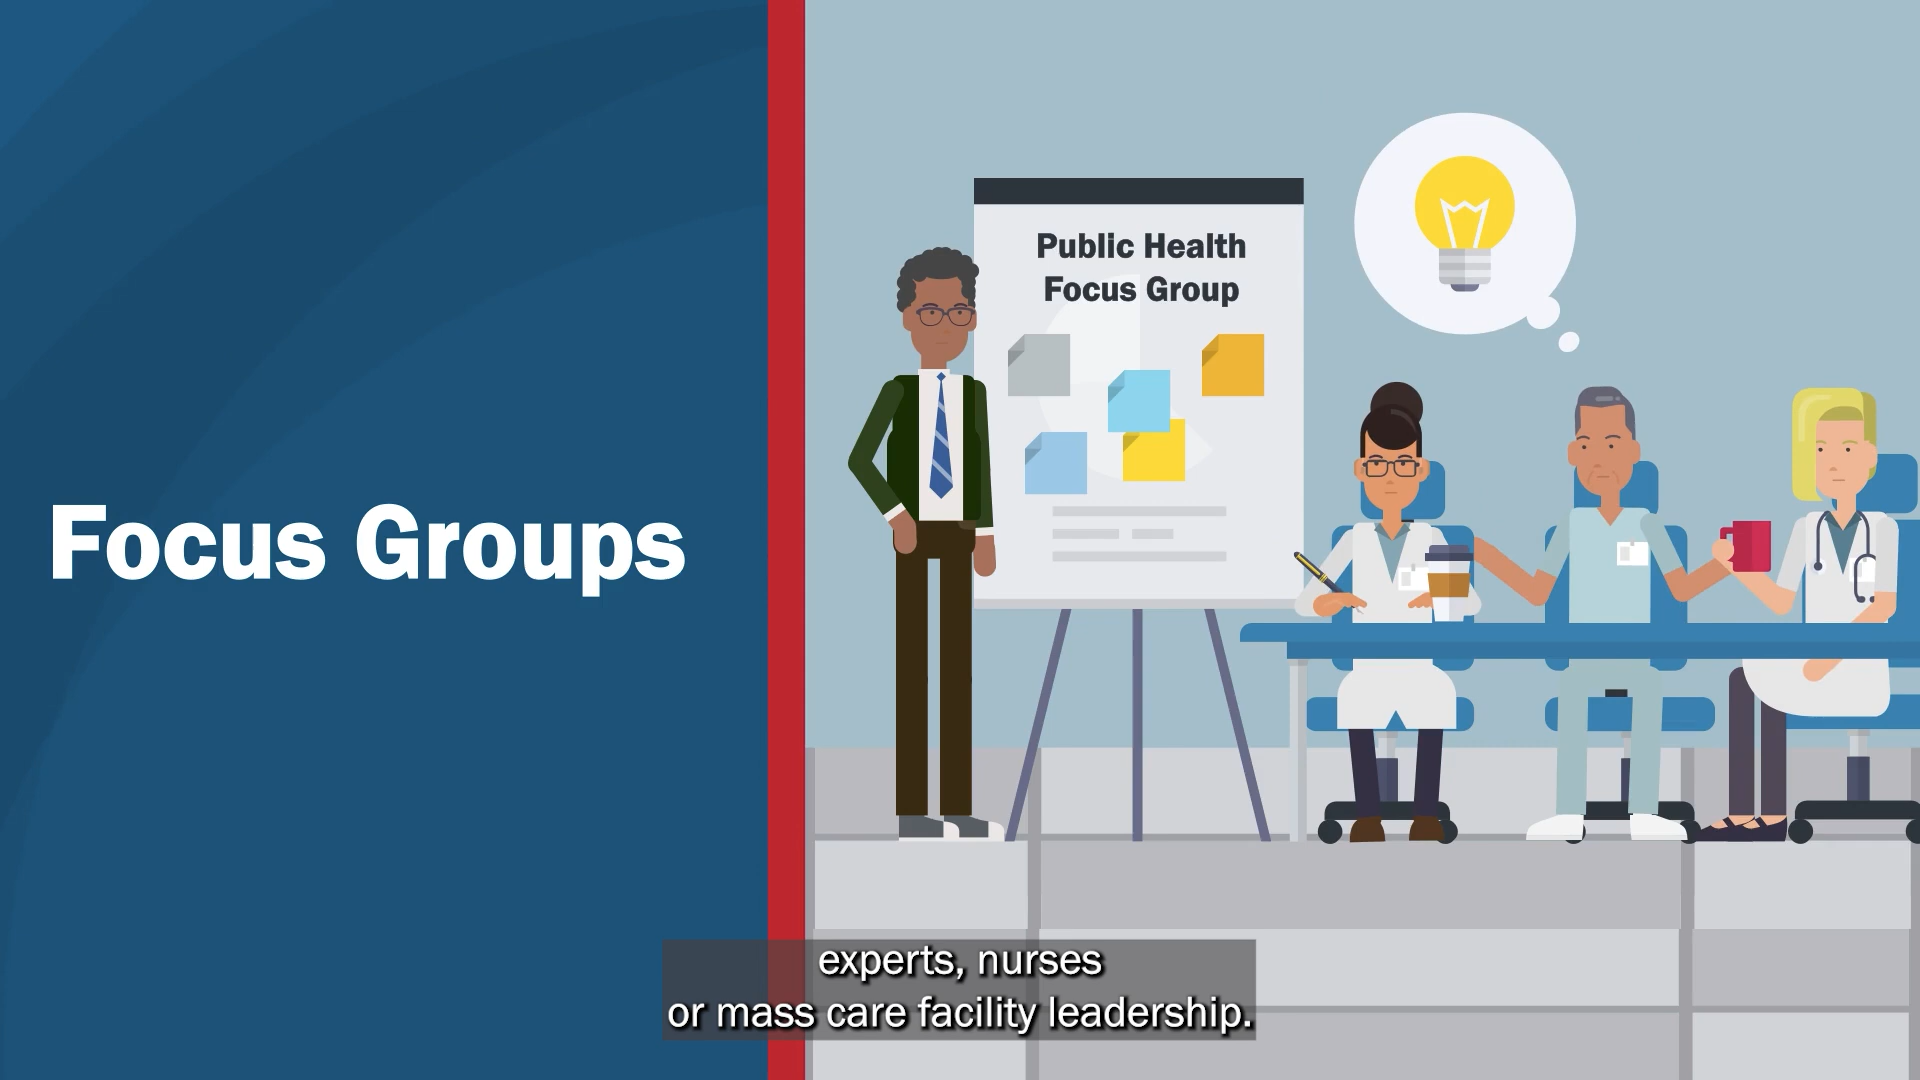 Focus Groups
Public Health
Focus Group
experts, nurses
or mass care facility leadership.